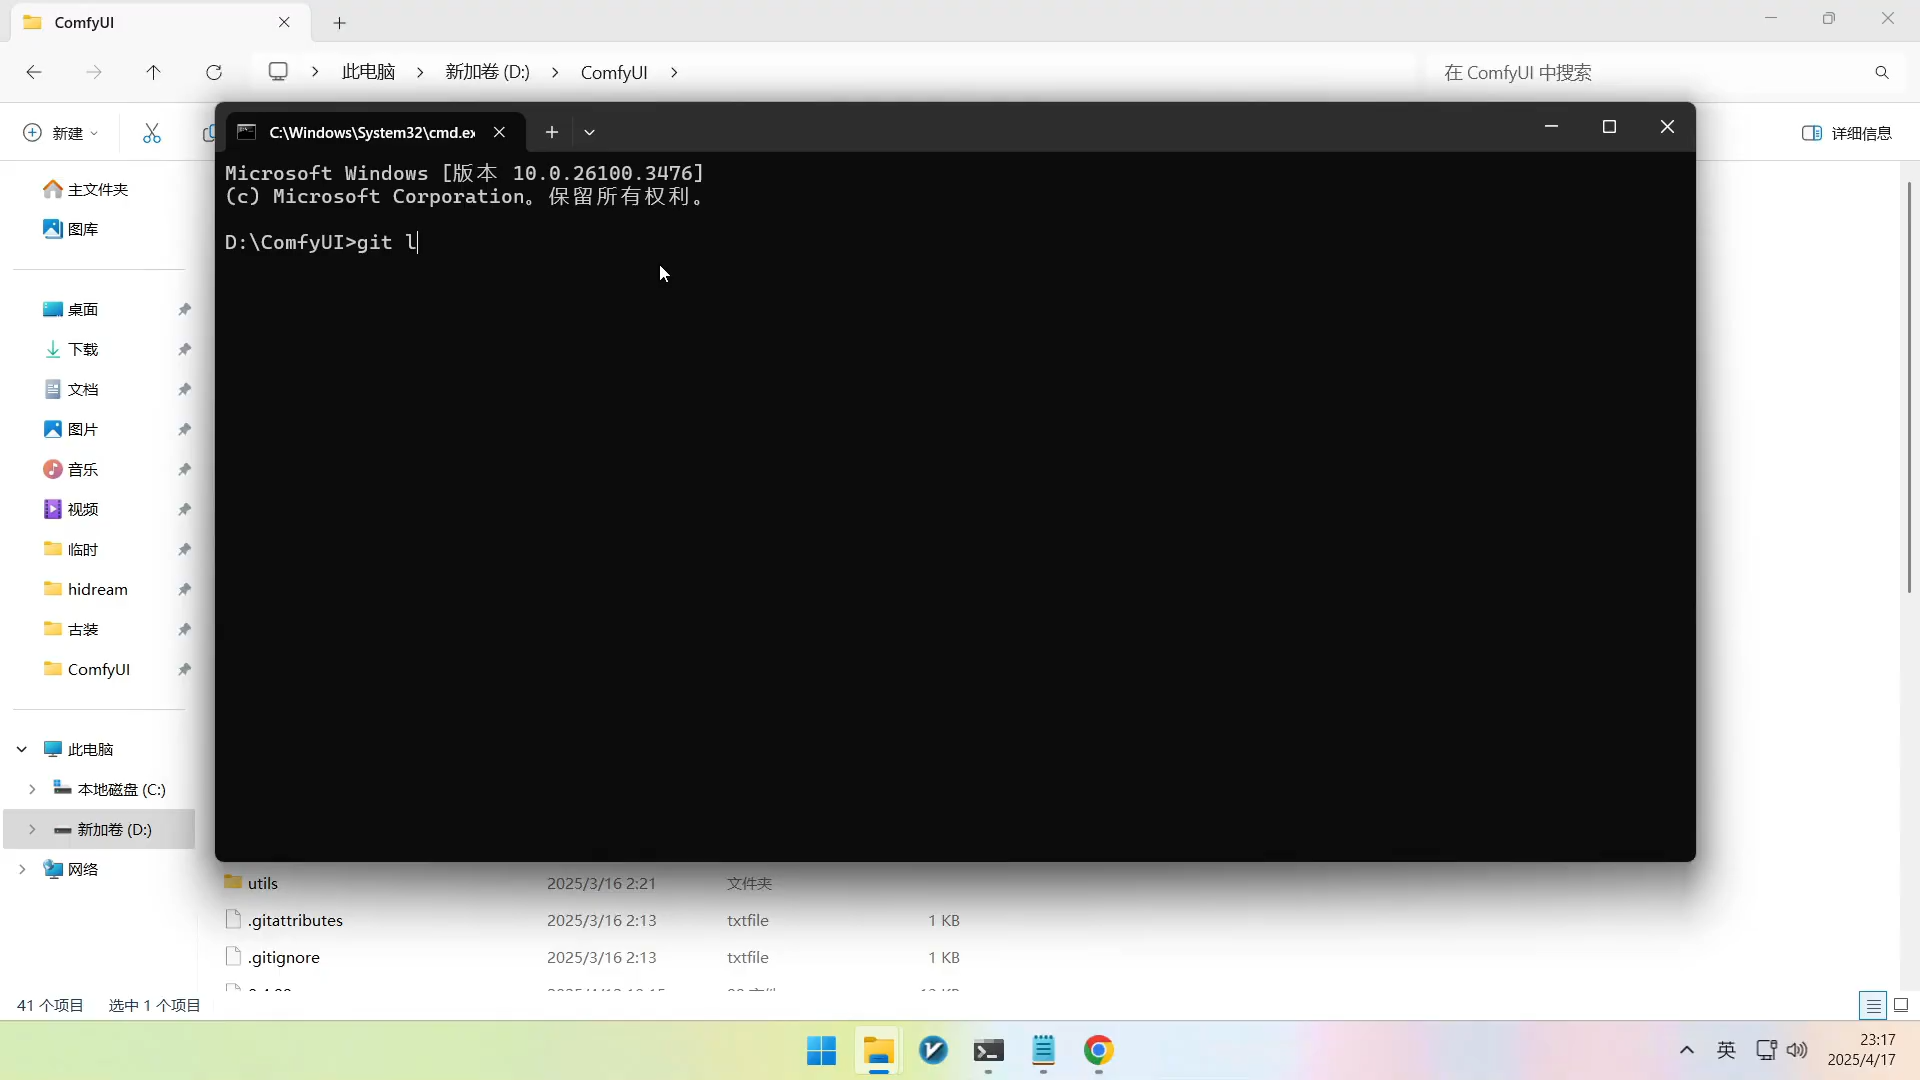 ComfyUI
此电脑 新加卷 (D:) ComfyUI
在 ComfyUI 中搜索
新建
详细信息
C:\Windows\System32\cmd.ex
Microsoft Windows [版本 10.0.26100.3476]
(c) Microsoft Corporation。保留所有权利。
D:\ComfyUI>git l
主文件夹
图库
桌面
下载
文档
图片
音乐
视频
临时
hidream
古装
ComfyUI
此电脑
本地磁盘 (C:)
新加卷 (D:)
网络
utils 2025/3/16 2:21 文件夹
.gitattributes 2025/3/16 2:13 txtfile 1 KB
.gitignore 2025/3/16 2:13 txtfile 1 KB
41 个项目 选中 1 个项目
英
23:17
2025/4/17